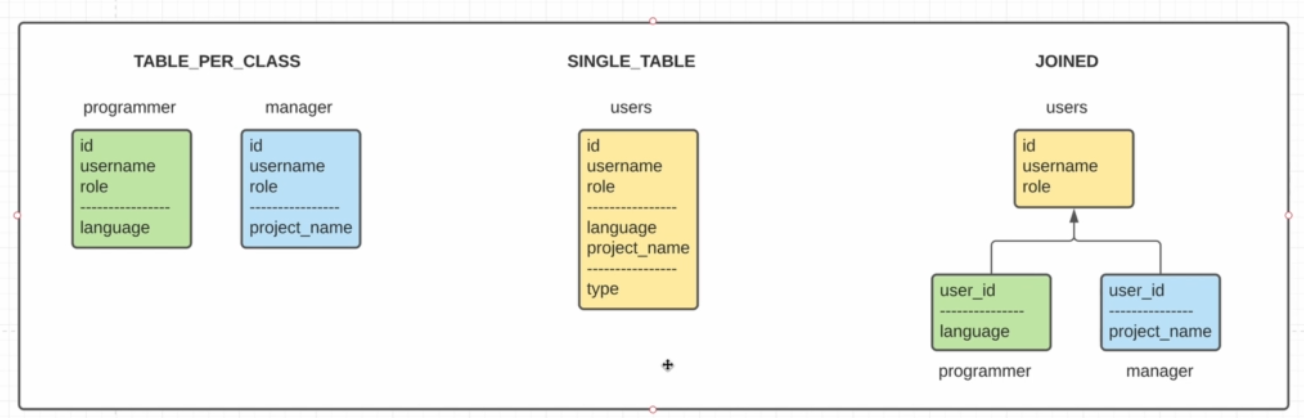 TABLE_PER_CLASS
programmer
id
username
role
----------------
language
manager
id
username
role
----------------
project_name
SINGLE_TABLE
users
id
username
role
----------------
language
project_name
----------------
type
JOINED
users
id
username
role
user_id
---------------
language
programmer
user_id
---------------
project_name
manager